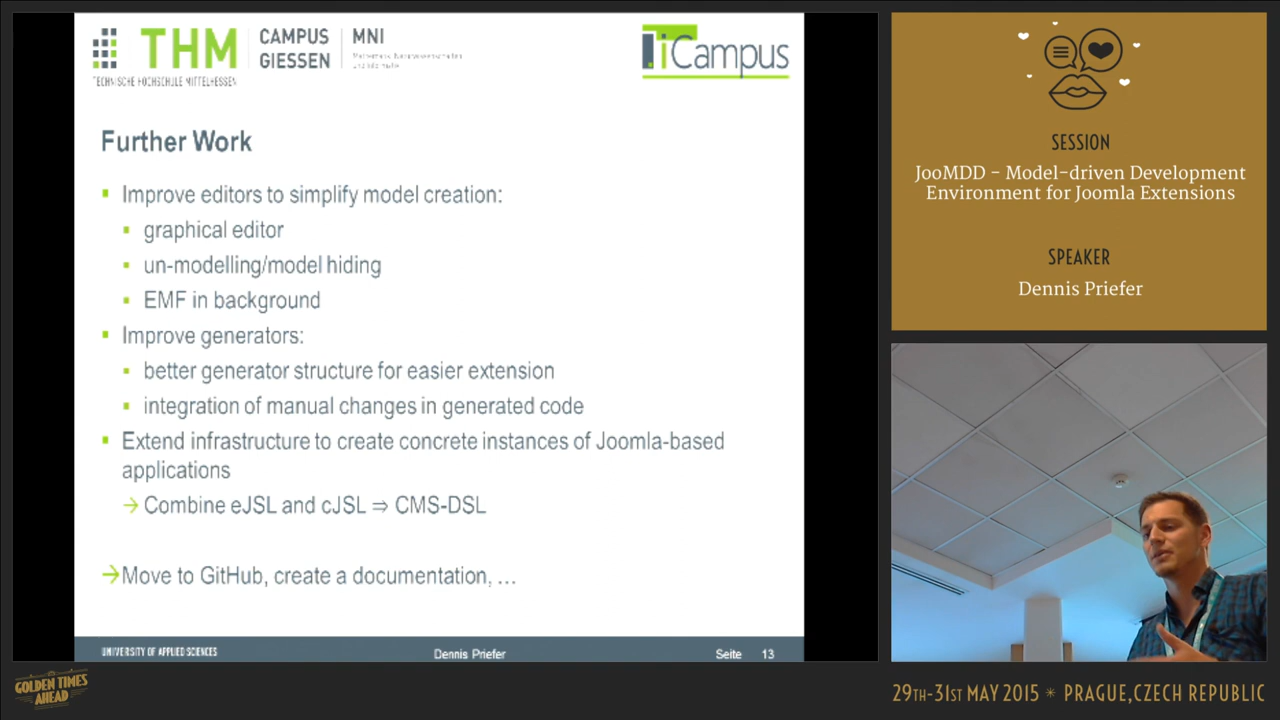 THM
CAMPUS
GIESSEN
MNI
Mathematik, Naturwissenschaften
und Informatik
TECHNISCHE HOCHSCHULE MITTELHESSEN
iCampus
Further Work
Improve editors to simplify model creation:
graphical editor
un-modelling/model hiding
EMF in background
Improve generators:
better generator structure for easier extension
integration of manual changes in generated code
Extend infrastructure to create concrete instances of Joomla-based
applications
→ Combine eJSL and cJSL ⇒ CMS-DSL
→Move to GitHub, create a documentation, …
UNIVERSITY OF APPLIED SCIENCES
Dennis Priefer
Seite 13
SESSION
JooMDD – Model-driven Development
Environment for Joomla Extensions
SPEAKER
Dennis Priefer
GOLDEN TIMES
AHEAD
29TH-31ST MAY 2015 * PRAGUE, CZECH REPUBLIC